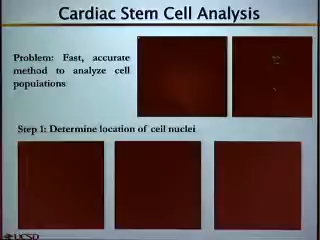 Cardiac Stem Cell Analysis
Problem: Fast, accurate
method to analyze cell
populations
Step 1: Determine location of cell nuclei
UCSD